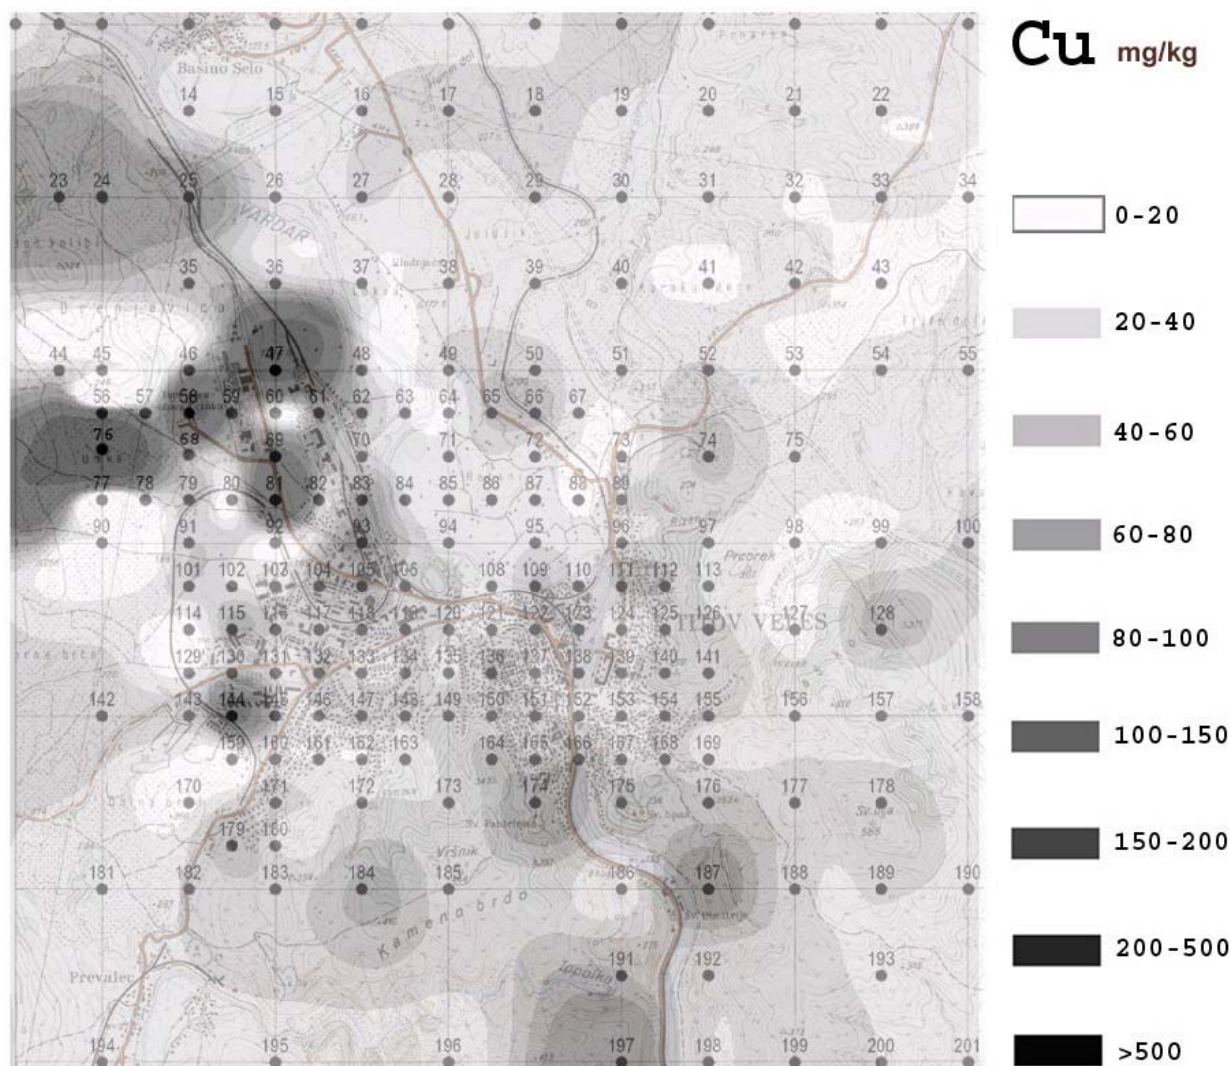 Cu mg/kg
Basino Selo
14 15 16 17 18 19 20 21 22
23 24 25 26 27 28 29 30 31 32 33 34
VARDAR
35 36 37 38 39 40 41 42 43
44 45 46 47 48 49 50 51 52 53 54 55
56 57 58 59 60 61 62 63 64 65 66 67
76 68 69 70 71 72 73 74 75
77 78 79 80 81 82 83 84 85 86 87 88 89
90 91 92 93 94 95 96 97 98 99 100
Prcorek
101 102 103 104 105 106 108 109 110 111 112 113
114 115 116 117 118 119 120 121 122 123 124 125 126 127 128
TITOV VELES
129 130 131 132 133 134 135 136 137 138 139 140 141
142 143 144 145 146 147 148 149 150 151 152 153 154 155 156 157 158
159 160 161 162 163 164 165 166 167 168 169
170 171 172 173 174 175 176 177 178
179 180
Vršnik
181 182 183 184 185 186 187 188 189 190
Kamena brdo
Prevalec
Topolka
191 192 193
194 195 196 197 198 199 200 201
0-20
20-40
40-60
60-80
80-100
100-150
150-200
200-500
>500